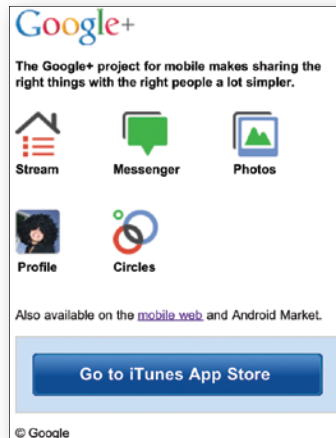 Google+
The Google+ project for mobile makes sharing the
right things with the right people a lot simpler.
Stream Messenger Photos
Profile Circles
Also available on the mobile web and Android Market.
Go to iTunes App Store
© Google